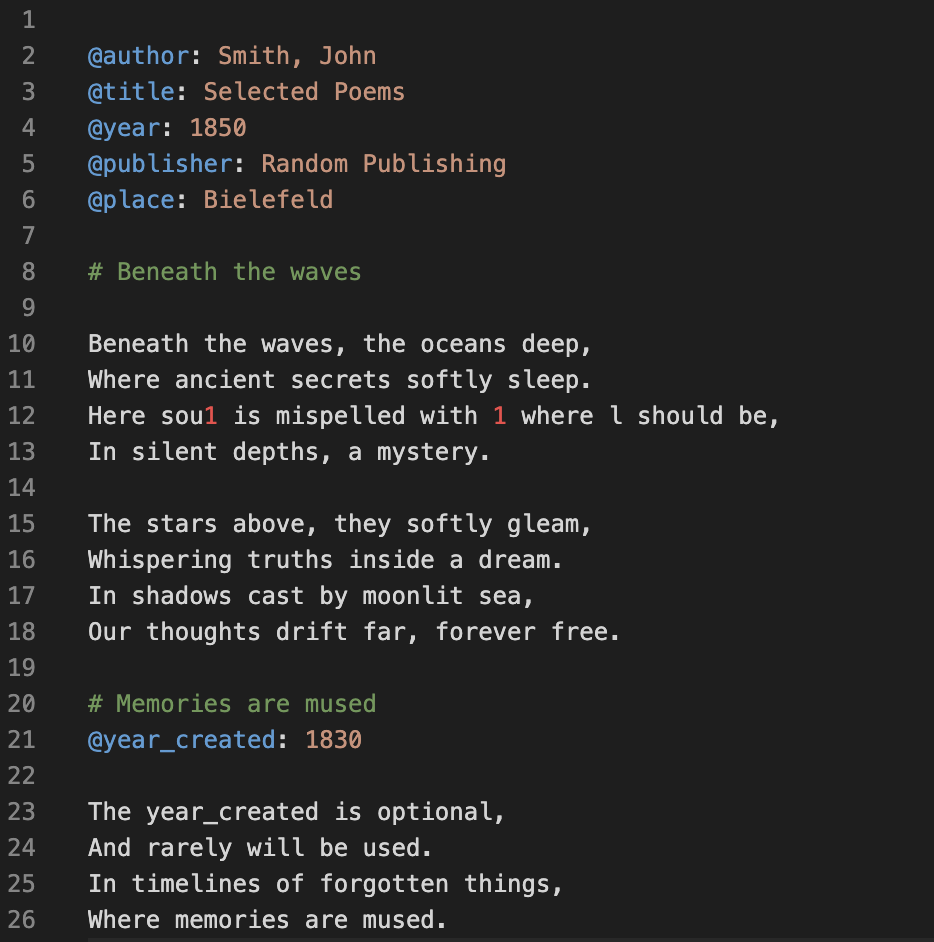 1
2 @author: Smith, John
3 @title: Selected Poems
4 @year: 1850
5 @publisher: Random Publishing
6 @place: Bielefeld
7
8 # Beneath the waves
9
10 Beneath the waves, the oceans deep,
11 Where ancient secrets softly sleep.
12 Here sou1 is mispelled with 1 where l should be,
13 In silent depths, a mystery.
14
15 The stars above, they softly gleam,
16 Whispering truths inside a dream.
17 In shadows cast by moonlit sea,
18 Our thoughts drift far, forever free.
19
20 # Memories are mused
21 @year_created: 1830
22
23 The year_created is optional,
24 And rarely will be used.
25 In timelines of forgotten things,
26 Where memories are mused.